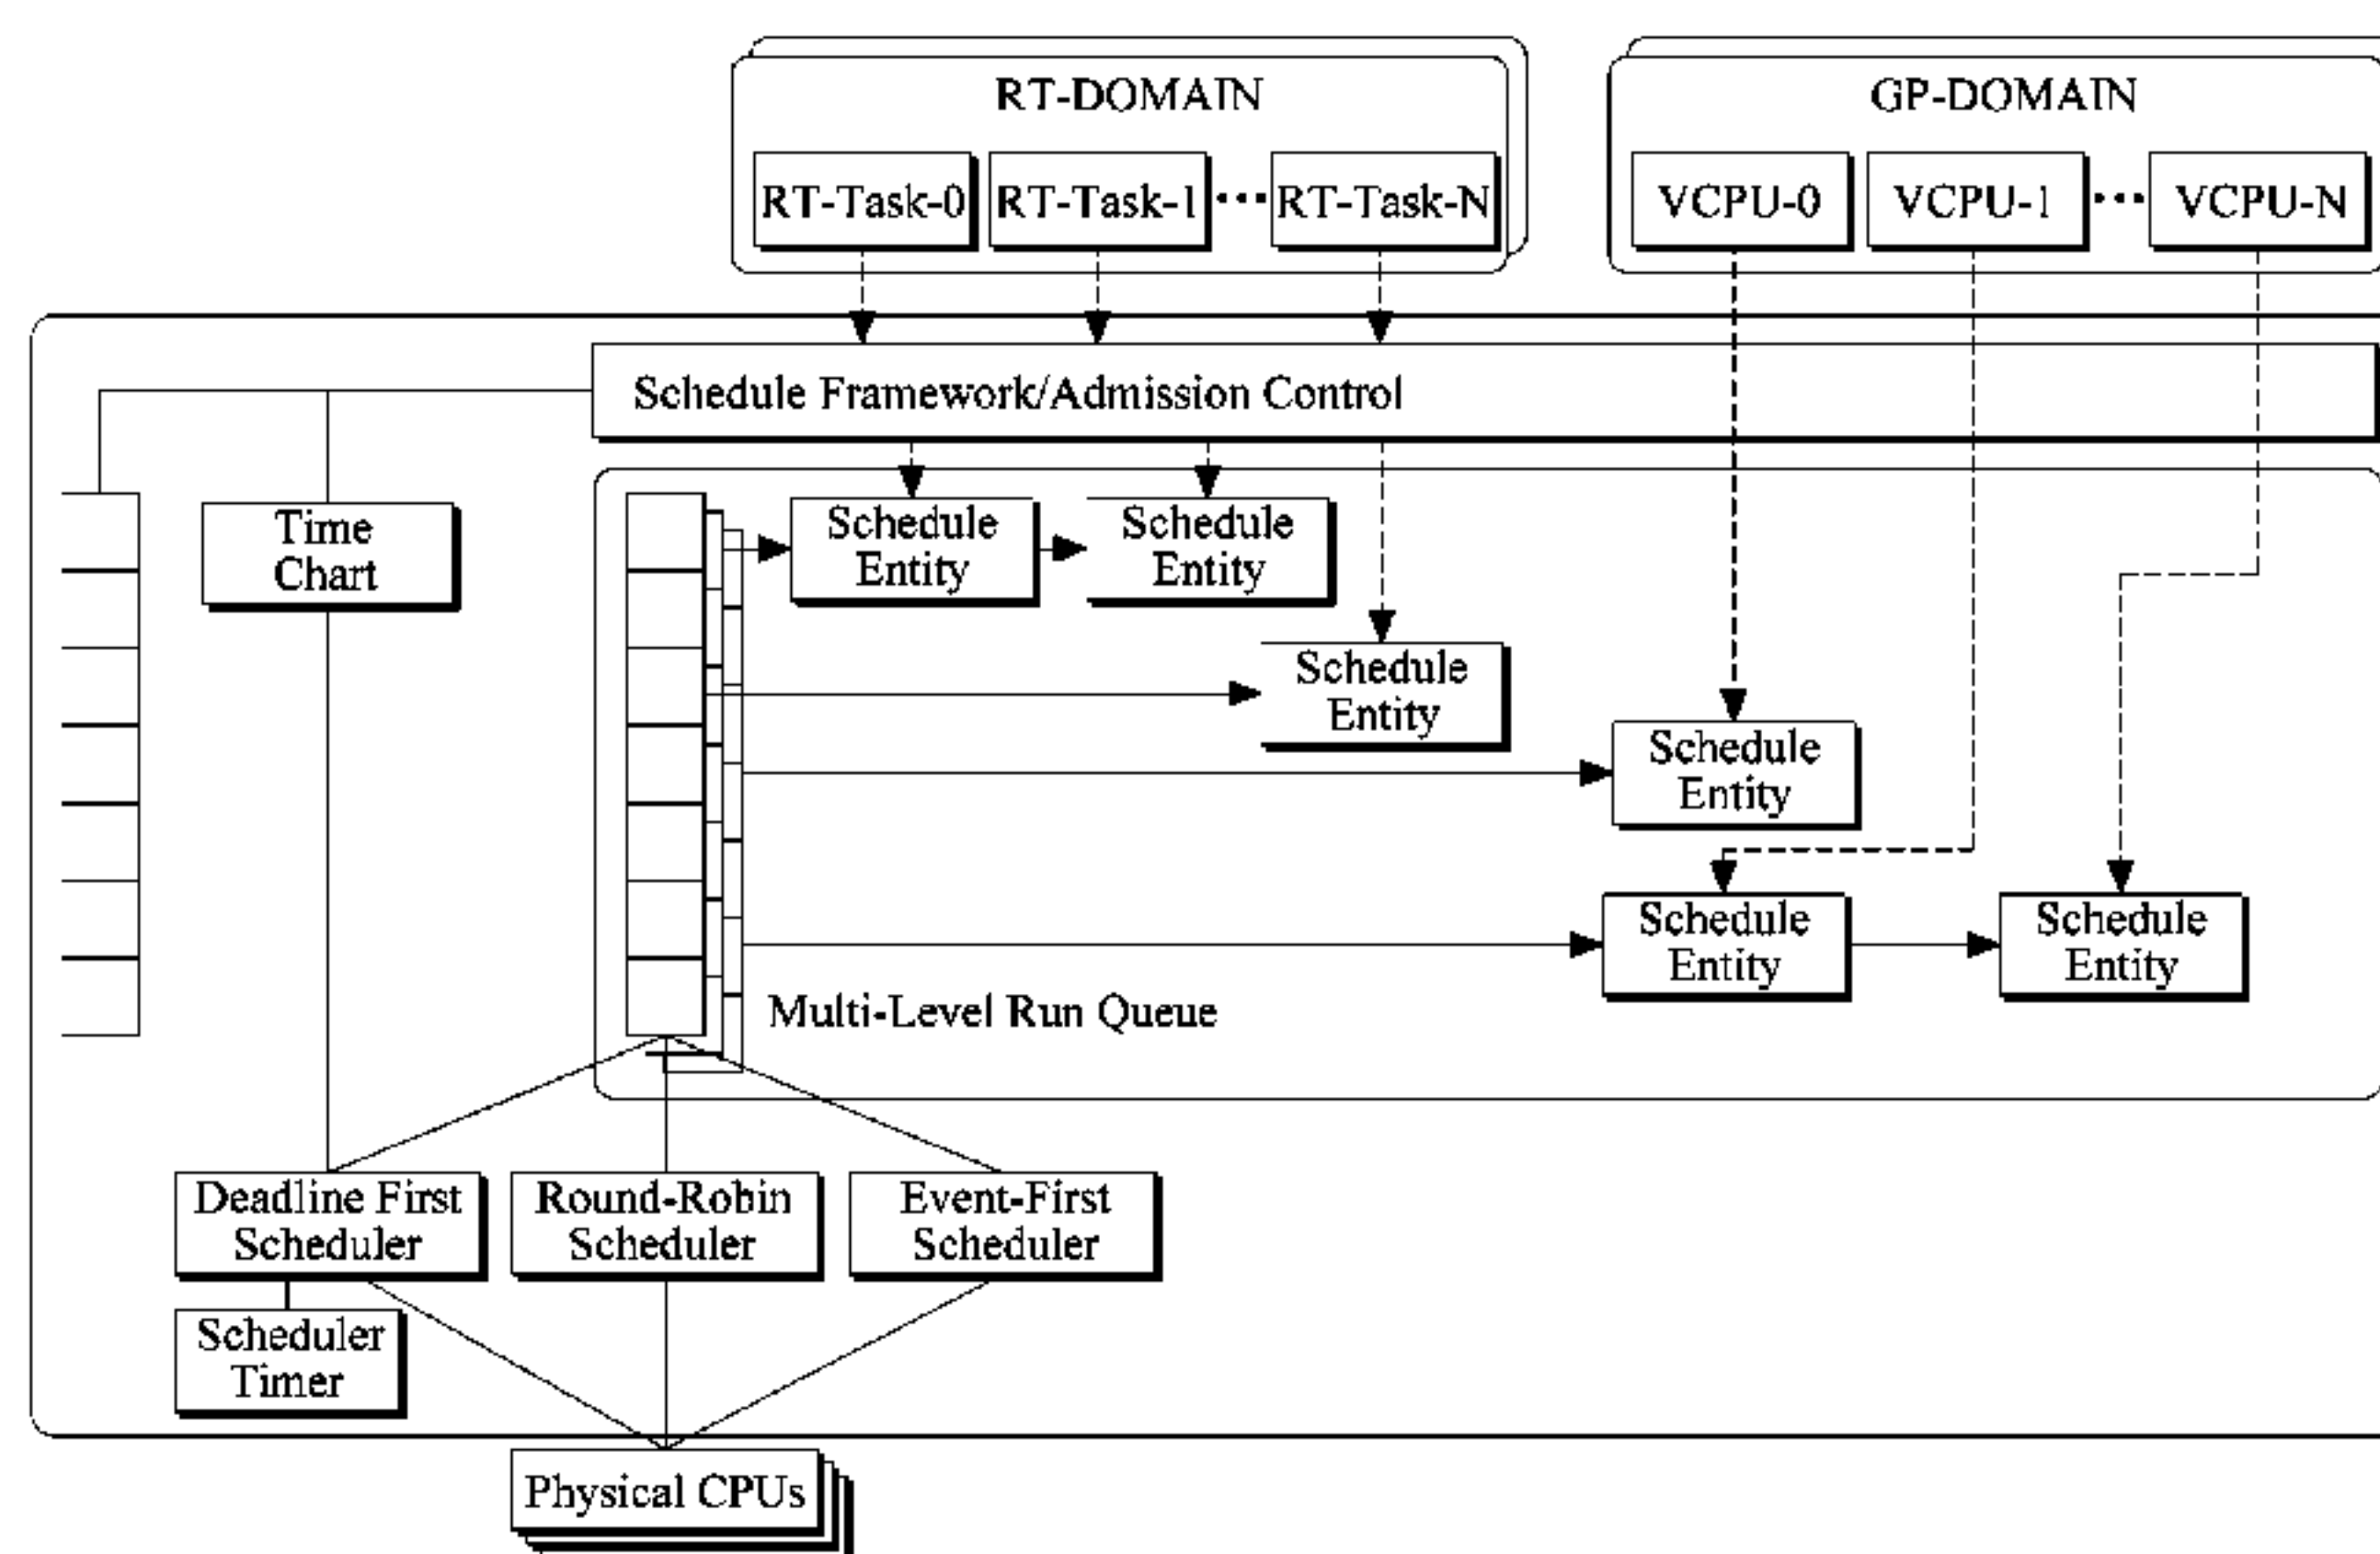 RT-DOMAIN
GP-DOMAIN
RT-Task-0
RT-Task-1
•••
RT-Task-N
VCPU-0
VCPU-1
•••
VCPU-N
Schedule Framework/Admission Control
Time
Chart
Schedule
Entity
Schedule
Entity
Schedule
Entity
Schedule
Entity
Schedule
Entity
Schedule
Entity
Multi-Level Run Queue
Deadline First
Scheduler
Round-Robin
Scheduler
Event-First
Scheduler
Scheduler
Timer
Physical CPUs